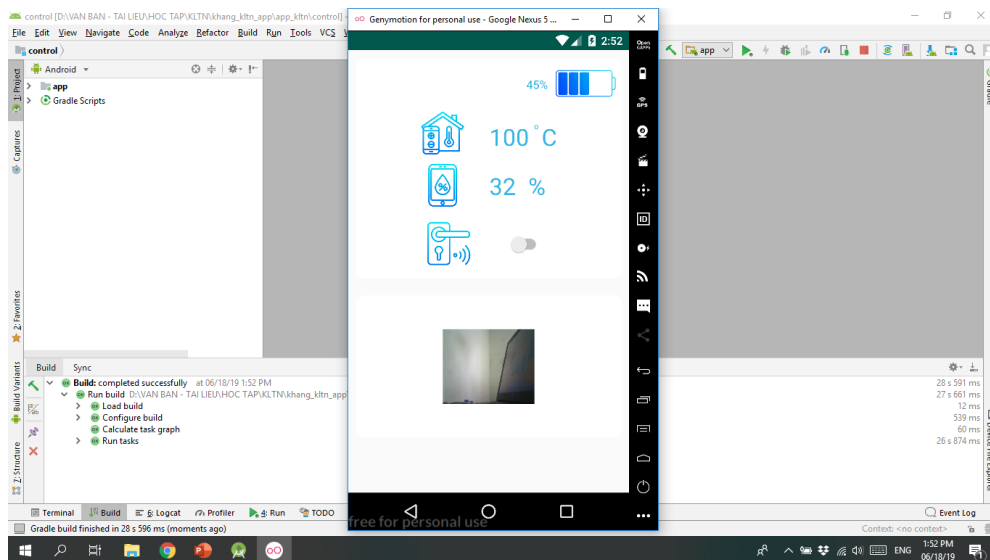 control [D:\VAN BAN - TAI LIEU\HOC TAP\KLTN\khang_kltn_app\app_kltn\control]
File Edit View Navigate Code Analyze Refactor Build Run Tools VCS
control
app
Android
app
Gradle Scripts
1: Project
Captures
2: Favorites
Build Variants
Z: Structure
Genymotion for personal use - Google Nexus 5 ...
2:52
45%
100 °C
%
32 %
Open
GAPPS
GPS
ID
free for personal use
Build Sync
Build: completed successfully at 06/18/19 1:52 PM
Run build D:\VAN BAN - TAI LIEU\HOC TAP\KLTN\khang_kltn_app
Load build
Configure build
Calculate task graph
Run tasks
28 s 591 ms
27 s 661 ms
12 ms
539 ms
60 ms
26 s 874 ms
Terminal Build 6: Logcat Profiler 4: Run TODO
Event Log
Gradle build finished in 28 s 596 ms (moments ago)
Context: <no context>
ENG
1:52 PM
06/18/19